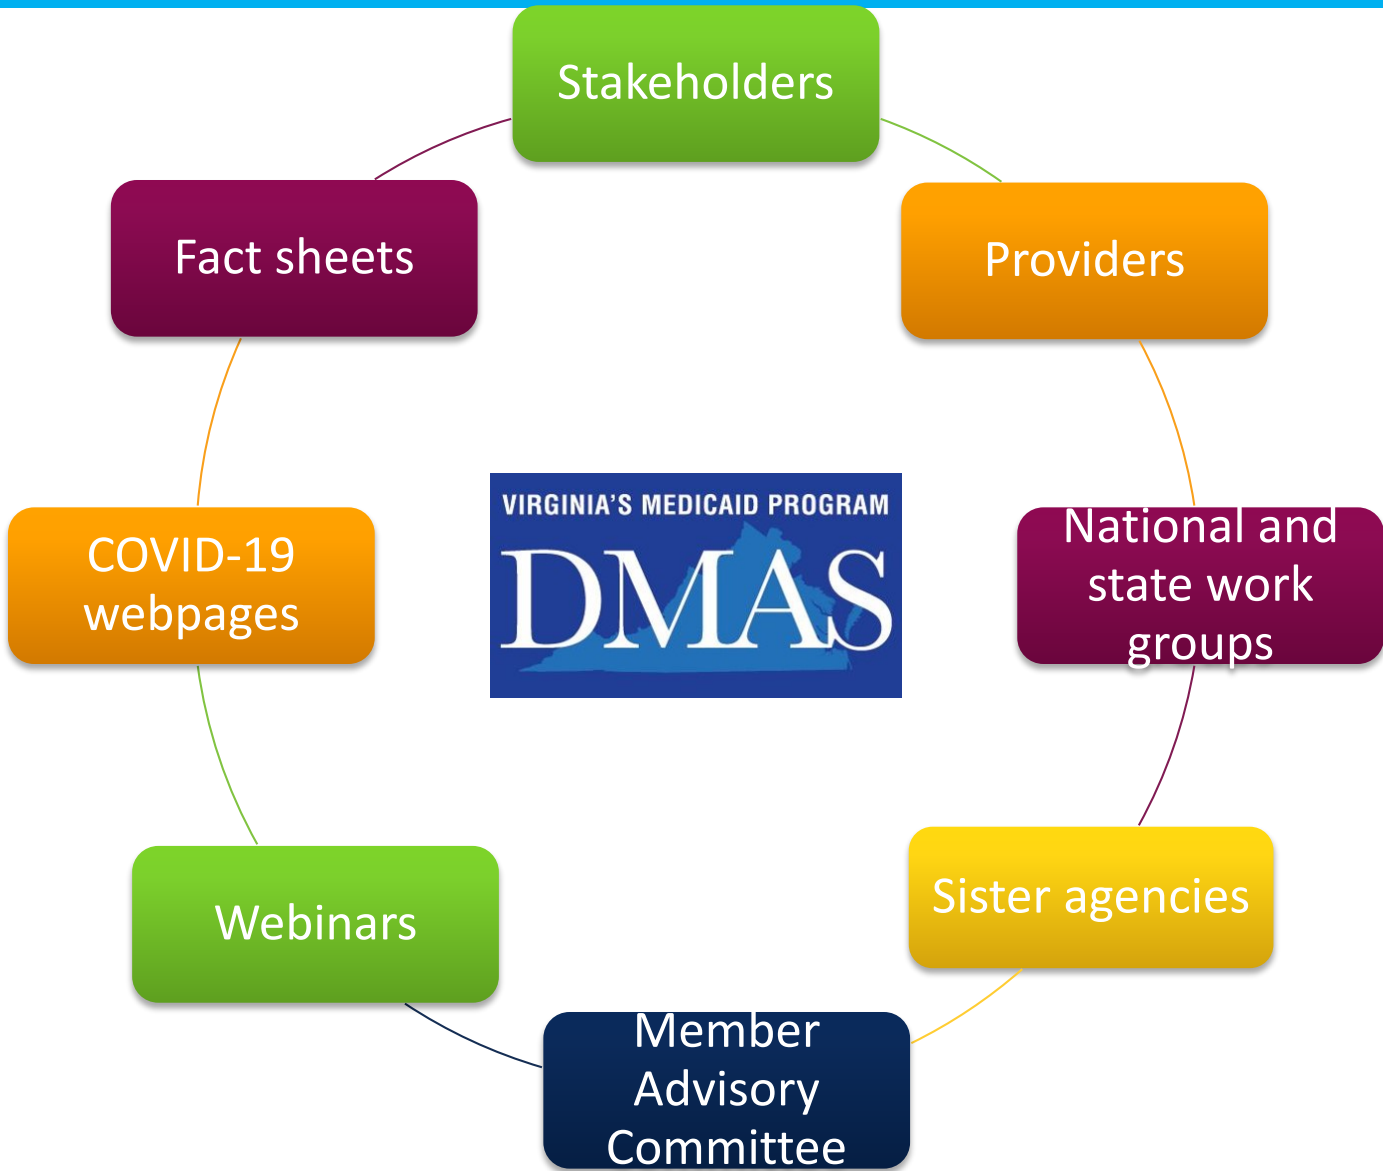 Stakeholders
Providers
National and
state work
groups
Sister agencies
Member
Advisory
Committee
Webinars
COVID-19
webpages
Fact sheets
VIRGINIA'S MEDICAID PROGRAM
DMAS